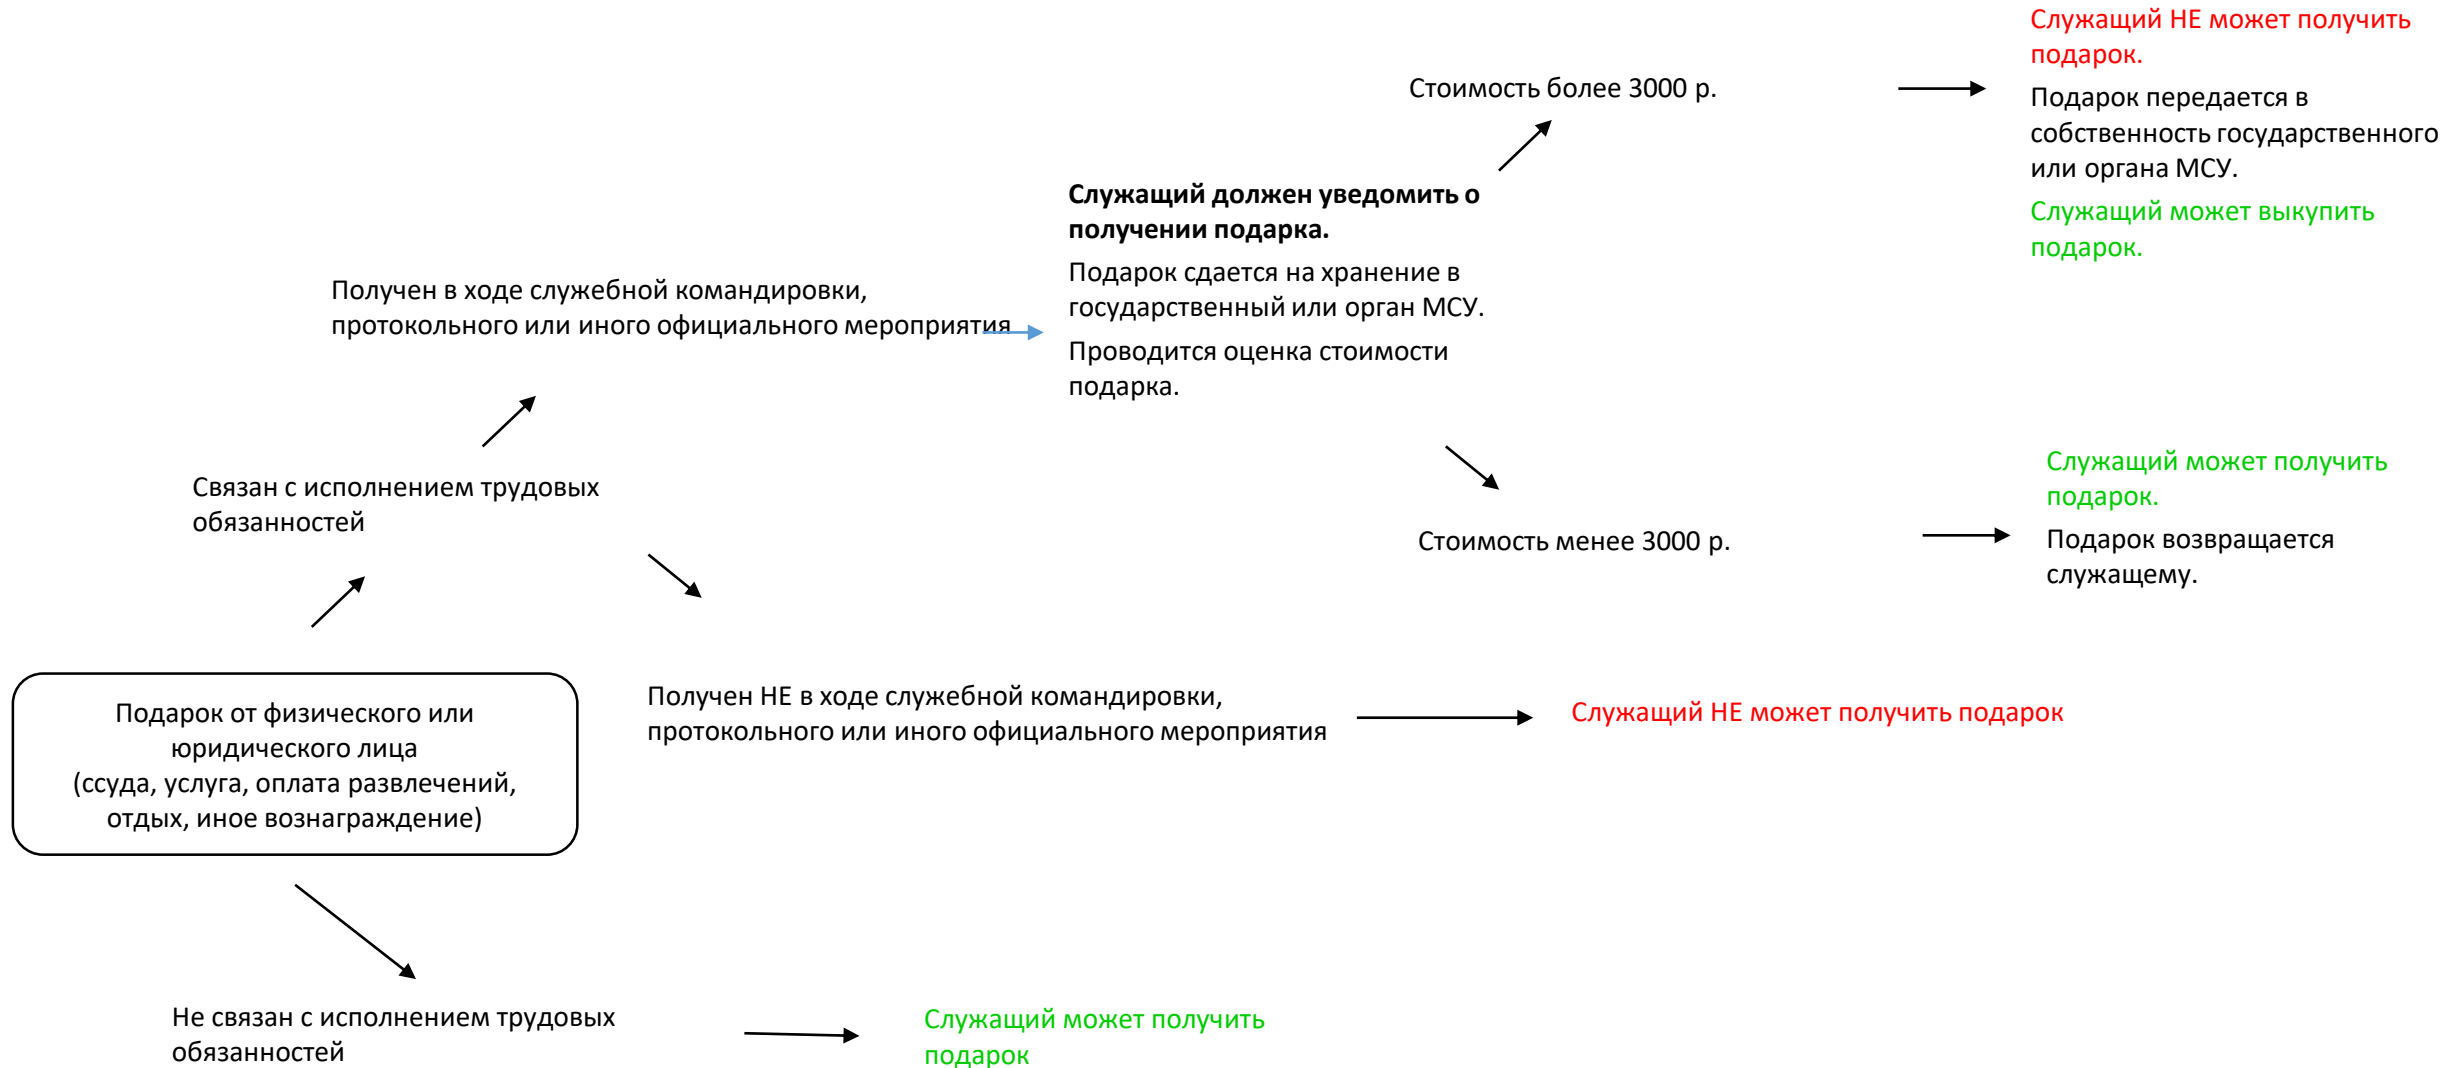 Служащий НЕ может получить
подарок.
Подарок передается в
собственность государственного
или органа МСУ.
Служащий может выкупить
подарок.
Стоимость более 3000 р.
Служащий должен уведомить о
получении подарка.
Подарок сдается на хранение в
государственный или орган МСУ.
Проводится оценка стоимости
подарка.
Получен в ходе служебной командировки,
протокольного или иного официального мероприятия
Связан с исполнением трудовых
обязанностей
Служащий может получить
подарок.
Подарок возвращается
служащему.
Стоимость менее 3000 р.
Подарок от физического или
юридического лица
(ссуда, услуга, оплата развлечений,
отдых, иное вознаграждение)
Получен НЕ в ходе служебной командировки,
протокольного или иного официального мероприятия
Служащий НЕ может получить подарок
Не связан с исполнением трудовых
обязанностей
Служащий может получить
подарок